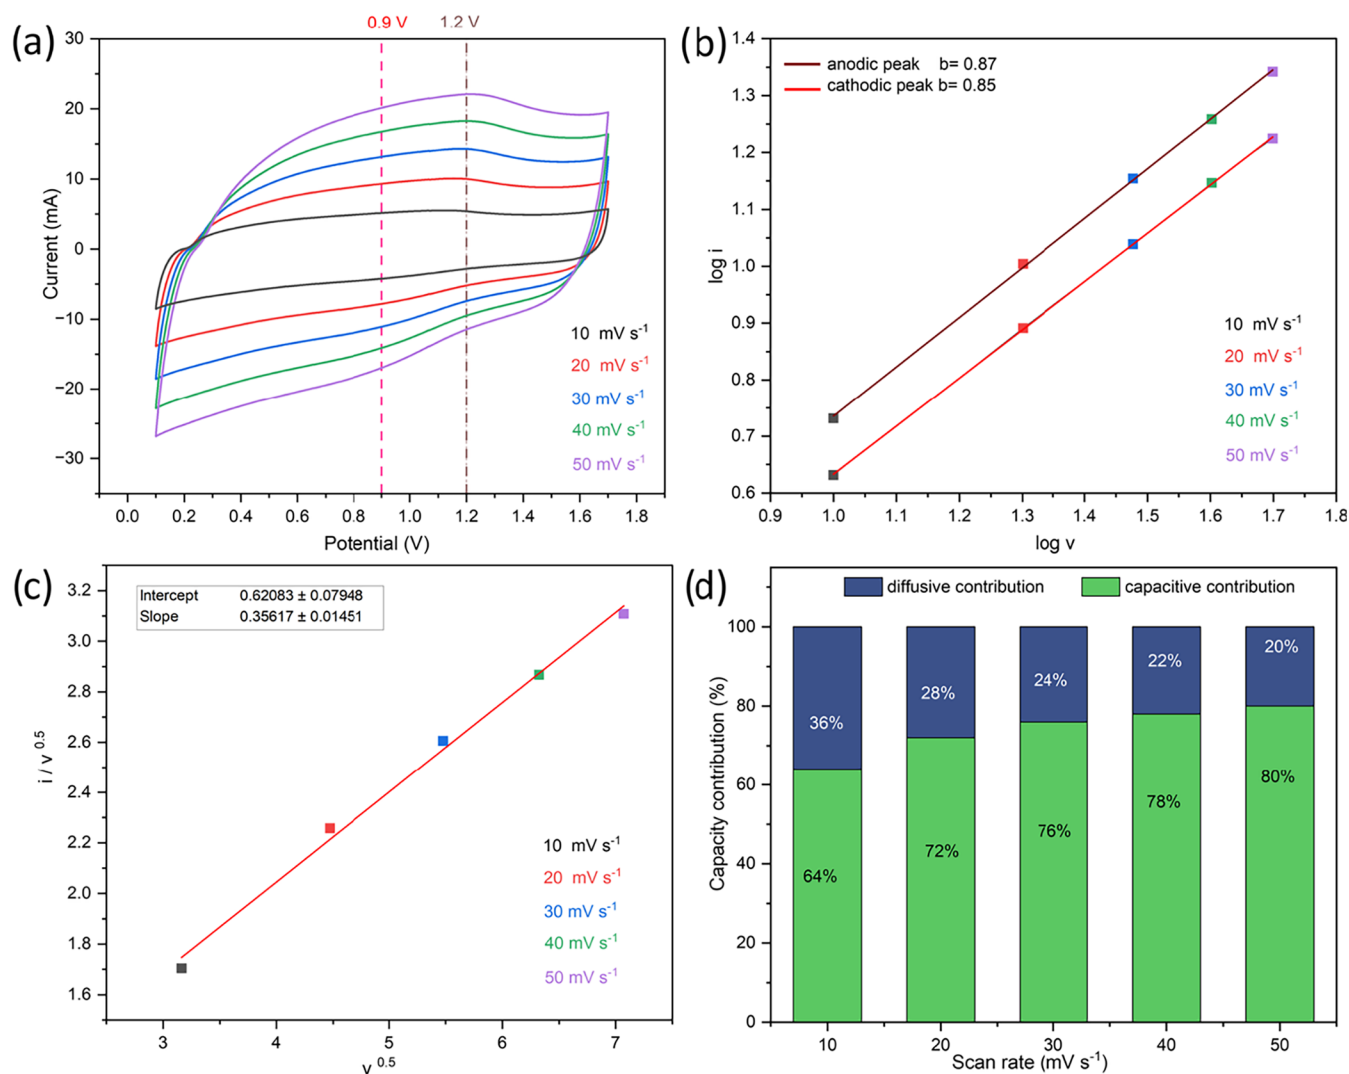 (a)
0.9 V 1.2 V
30
20
10
0
−10
−20
−30
Current (mA)
10 mV s⁻¹
20 mV s⁻¹
30 mV s⁻¹
40 mV s⁻¹
50 mV s⁻¹
0.0 0.2 0.4 0.6 0.8 1.0 1.2 1.4 1.6 1.8
Potential (V)
(b)
1.4
1.3
1.2
1.1
1.0
0.9
0.8
0.7
0.6
log i
anodic peak b= 0.87
cathodic peak b= 0.85
10 mV s⁻¹
20 mV s⁻¹
30 mV s⁻¹
40 mV s⁻¹
50 mV s⁻¹
0.9 1.0 1.1 1.2 1.3 1.4 1.5 1.6 1.7 1.8
log v
(c)
3.2
3.0
2.8
2.6
2.4
2.2
2.0
1.8
1.6
i / v ⁰·⁵
Intercept 0.62083 ± 0.07948
Slope 0.35617 ± 0.01451
10 mV s⁻¹
20 mV s⁻¹
30 mV s⁻¹
40 mV s⁻¹
50 mV s⁻¹
3 4 5 6 7
v ⁰·⁵
(d)
diffusive contribution capacitive contribution
100
80
60
40
20
0
Capacity contribution (%)
36% 28% 24% 22% 20%
64% 72% 76% 78% 80%
10 20 30 40 50
Scan rate (mV s⁻¹)